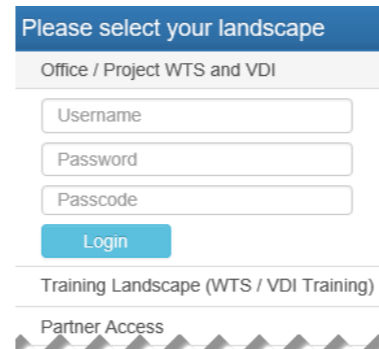 Please select your landscape
Office / Project WTS and VDI
Username
Password
Passcode
Login
Training Landscape (WTS / VDI Training)
Partner Access